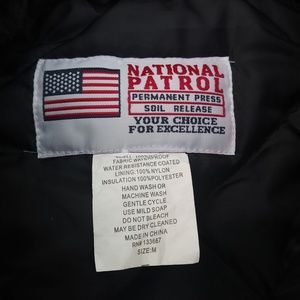 NATIONAL
PATROL
PERMANENT PRESS
SOIL RELEASE
YOUR CHOICE
FOR EXCELLENCE
WATER RESISTANCE COATED
LINING:100% NYLON
INSULATION 100%POLYESTER
HAND WASH OR
MACHINE WASH
GENTLE CYCLE
USE MILD SOAP
DO NOT BLEACH
MAY BE DRY CLEANED
MADE IN CHINA
RN# 133687
SIZE: M